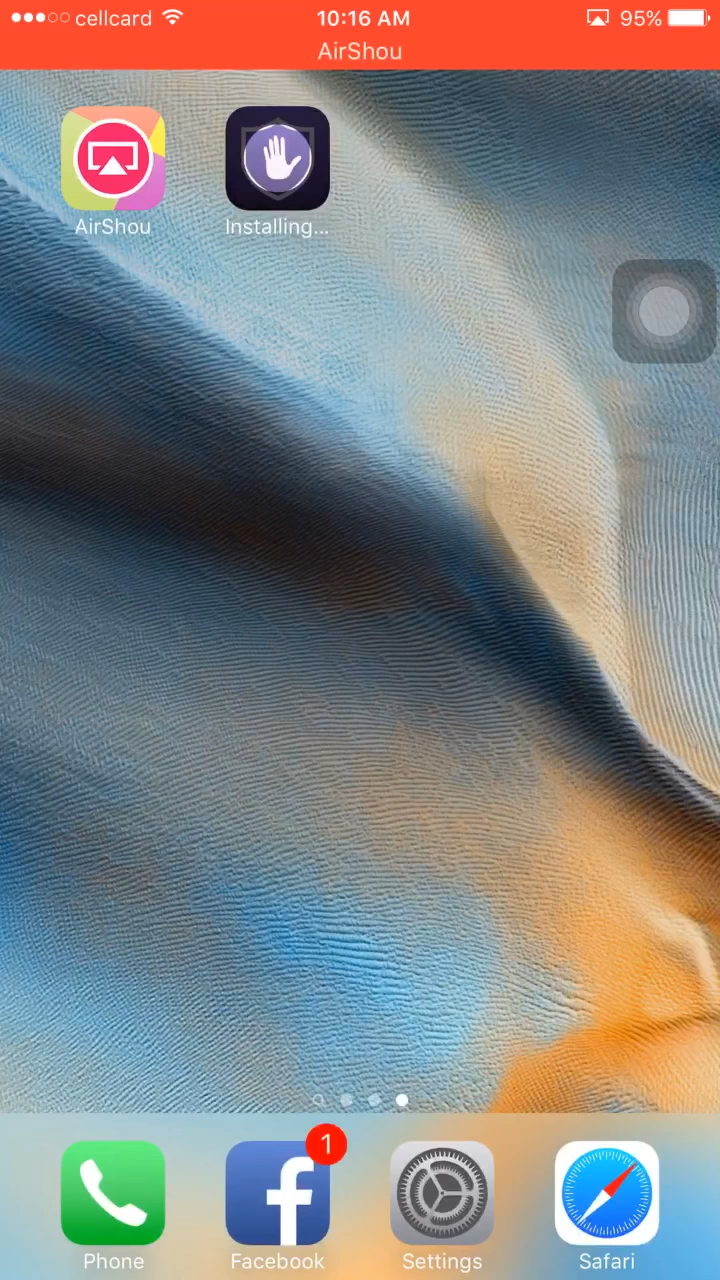 cellcard 10:16 AM 95%
AirShou
AirShou Installing...
1
Phone Facebook Settings Safari